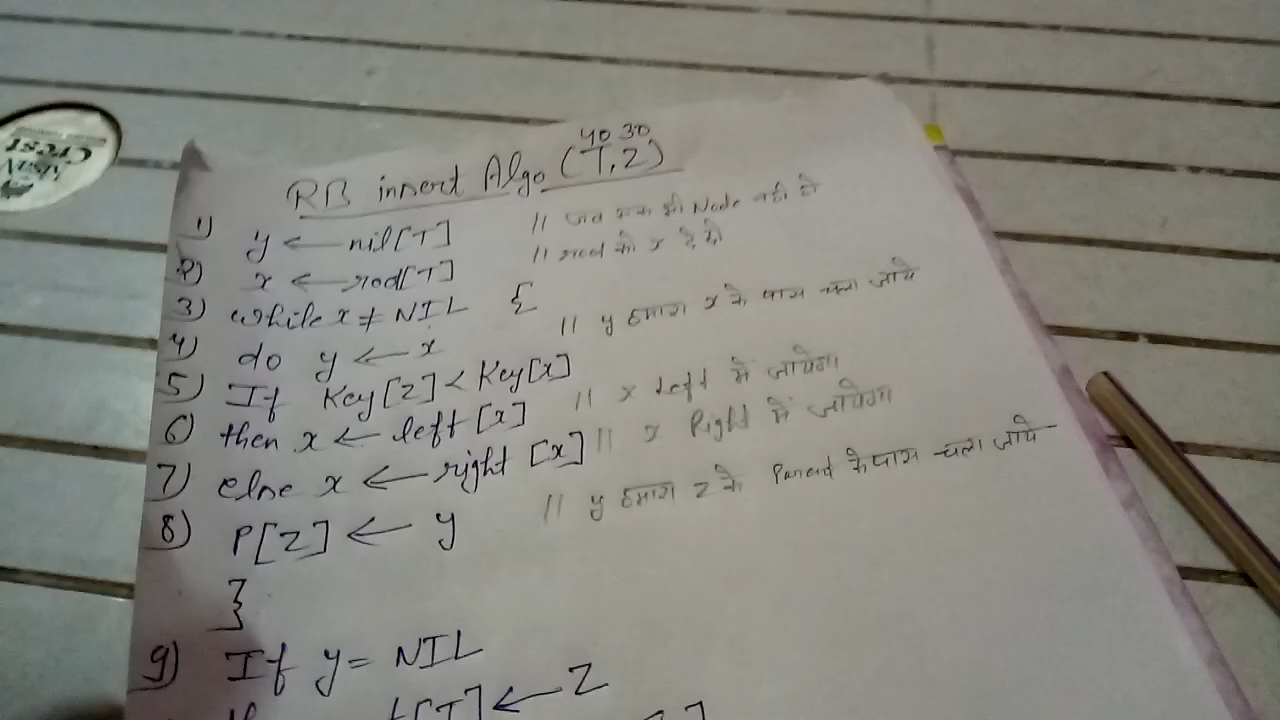 40 30
RB insert Algo (T, Z)
1) y ← nil[T] // जब एक भी Node नहीं हो
2) x ← root[T] // root को x दे दो
3) while x ≠ NIL {
4) do y ← x // y हमारा x के पास चला जाये
5) If Key[Z] < Key[x]
6) then x ← left [x] // x Left में जायेगा
7) else x ← right [x] // x Right में जायेगा
8) P[Z] ← y // y हमारा z के Parent के पास चला जाये
}
9) If y = NIL
[T] ← Z
Crest